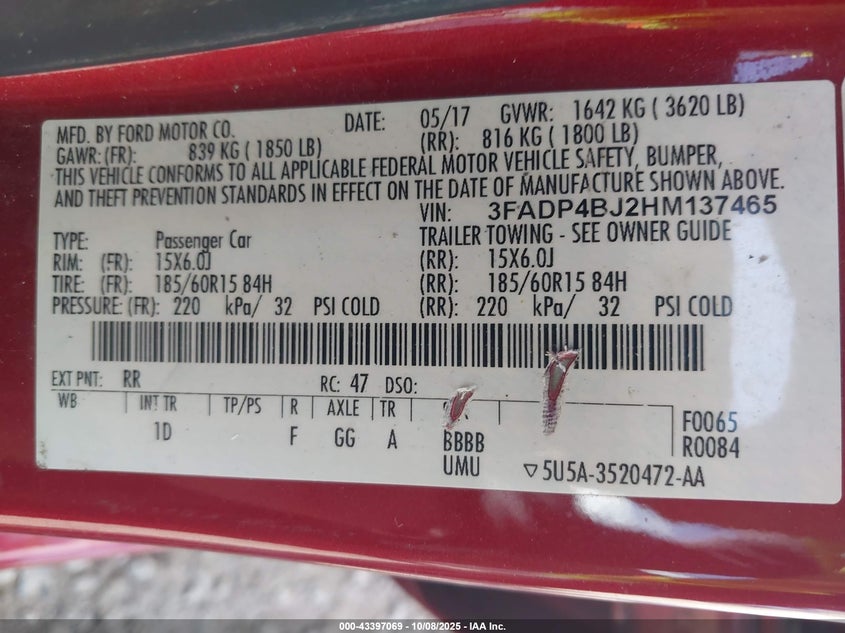 MFD. BY FORD MOTOR CO. DATE: 05/17 GVWR: 1642 KG ( 3620 LB)
GAWR: (FR): 839 KG ( 1850 LB) (RR): 816 KG ( 1800 LB)
THIS VEHICLE CONFORMS TO ALL APPLICABLE FEDERAL MOTOR VEHICLE SAFETY, BUMPER,
AND THEFT PREVENTION STANDARDS IN EFFECT ON THE DATE OF MANUFACTURE SHOWN ABOVE.
VIN: 3FADP4BJ2HM137465
TYPE: Passenger Car TRAILER TOWING - SEE OWNER GUIDE
RIM: (FR): 15X6.0J (RR): 15X6.0J
TIRE: (FR): 185/60R15 84H (RR): 185/60R15 84H
PRESSURE: (FR): 220 kPa/ 32 PSI COLD (RR): 220 kPa/ 32 PSI COLD
EXT PNT: RR RC: 47 DSO:
WB INT TR TP/PS R AXLE TR
1D F GG A BBBB
UMU
F0065
R0084
▽5U5A-3520472-AA
000-43397069 - 10/08/2025 - IAA Inc.